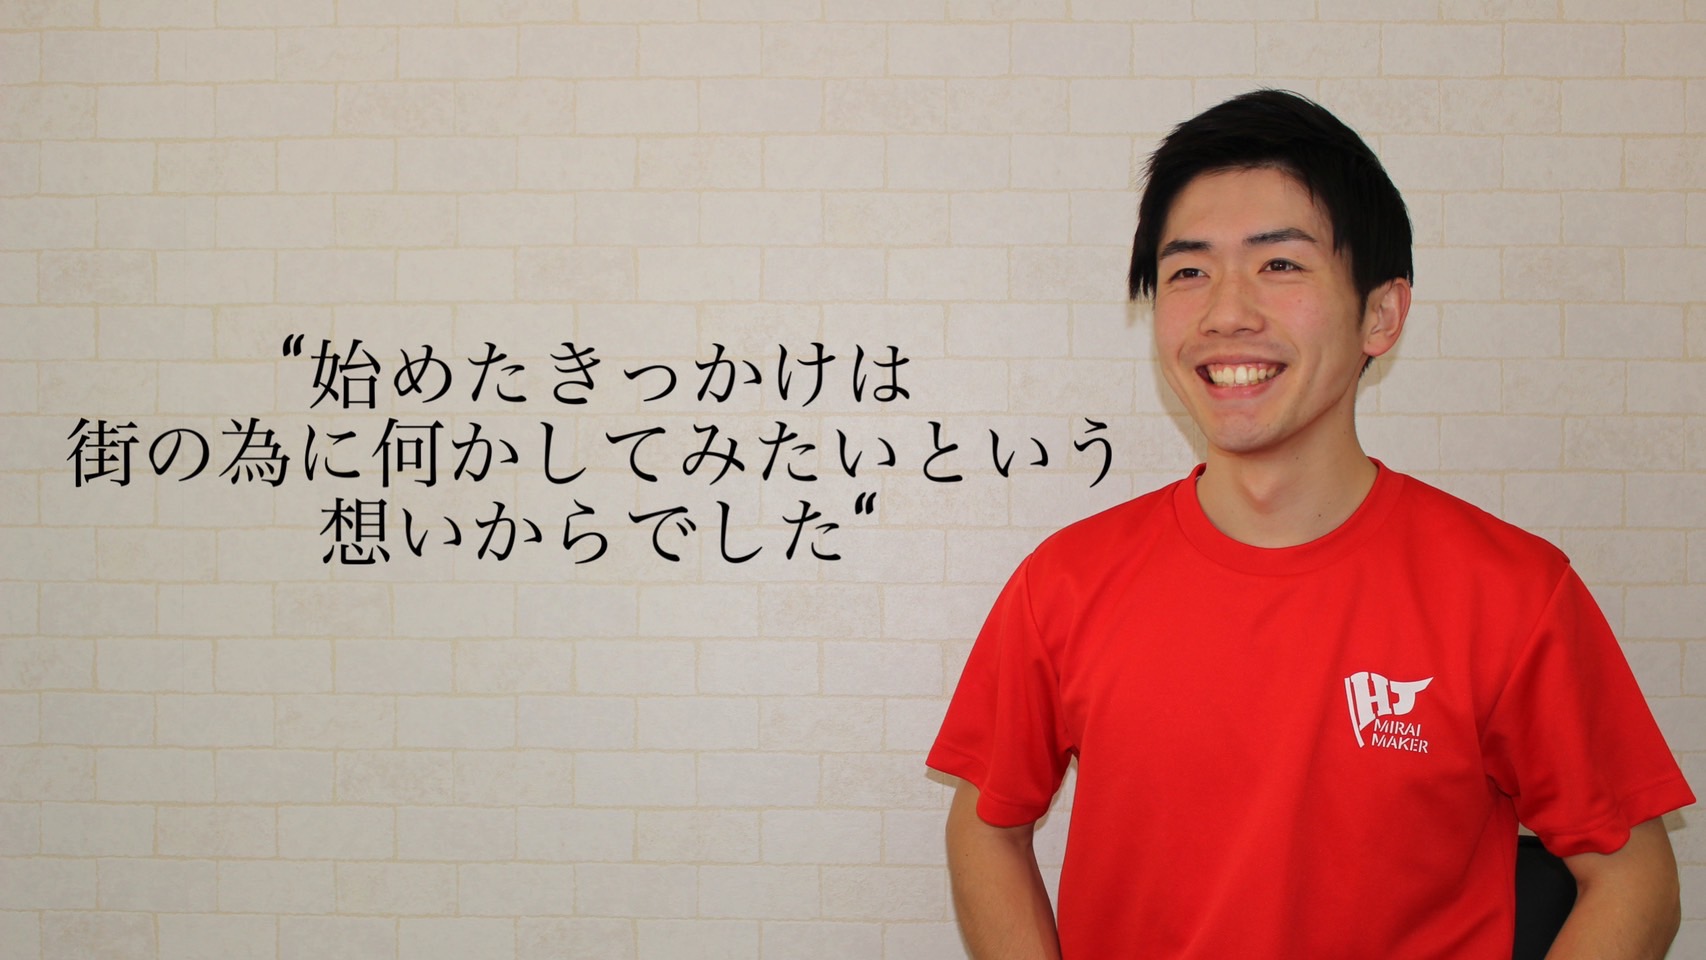 “始めたきっかけは
街の為に何かしてみたいという
想いからでした“
HJ
MIRAI
MAKER